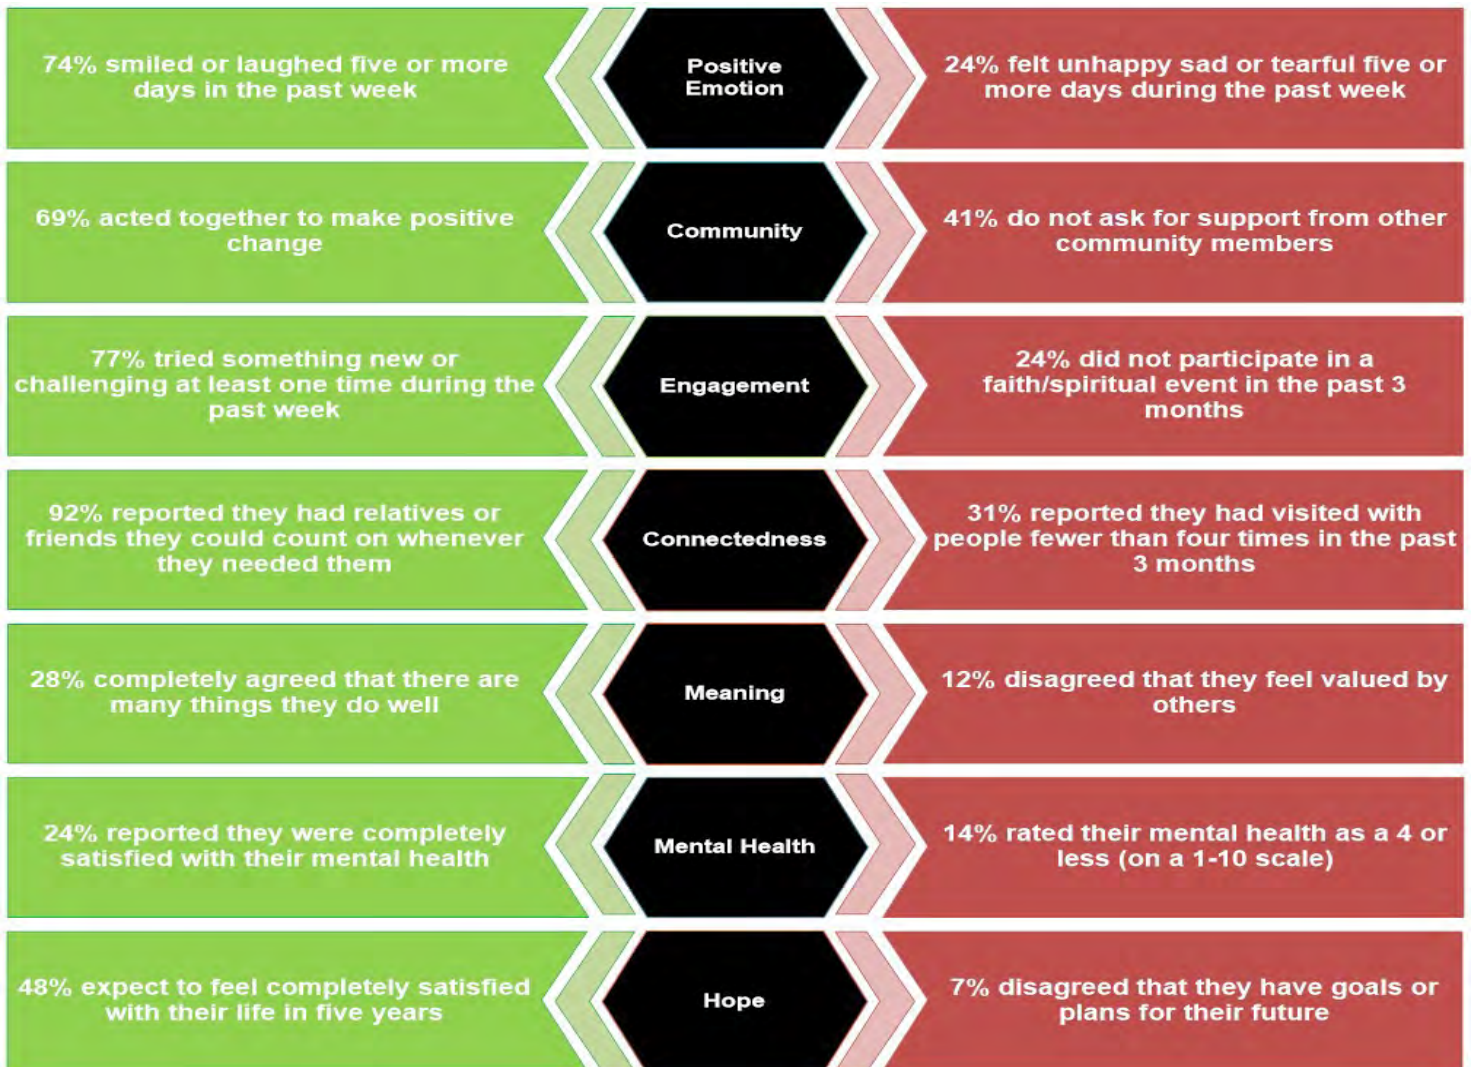 74% smiled or laughed five or more
days in the past week
Positive
Emotion
24% felt unhappy sad or tearful five or
more days during the past week
69% acted together to make positive
change
Community
41% do not ask for support from other
community members
77% tried something new or
challenging at least one time during the
past week
Engagement
24% did not participate in a
faith/spiritual event in the past 3
months
92% reported they had relatives or
friends they could count on whenever
they needed them
Connectedness
31% reported they had visited with
people fewer than four times in the past
3 months
28% completely agreed that there are
many things they do well
Meaning
12% disagreed that they feel valued by
others
24% reported they were completely
satisfied with their mental health
Mental Health
14% rated their mental health as a 4 or
less (on a 1-10 scale)
48% expect to feel completely satisfied
with their life in five years
Hope
7% disagreed that they have goals or
plans for their future